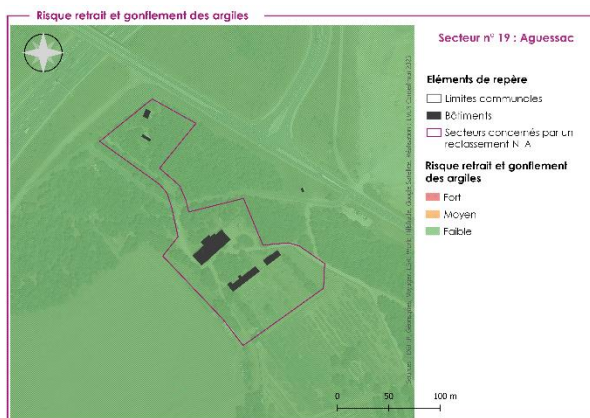 Risque retrait et gonflement des argiles
Secteur n° 19 : Aguessac
Eléments de repère
Limites communales
Bâtiments
Secteurs concernés par un
reclassement N A
Risque retrait et gonflement
des argiles
Fort
Moyen
Faible
0 50 100 m